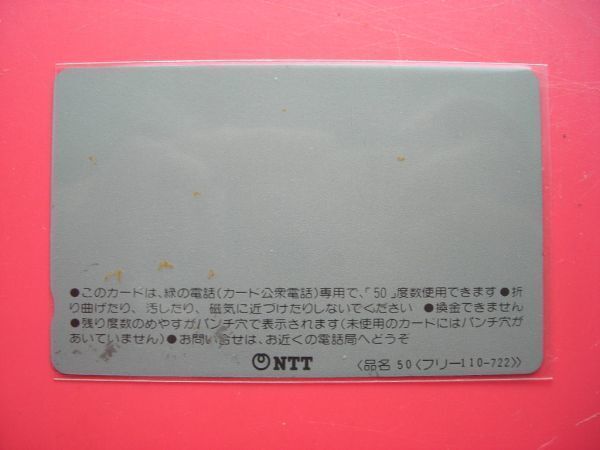 ●このカードは、緑の電話(カード公衆電話)専用で、「50」度数使用できます●折
り曲げたり、汚したり、磁気に近づけたりしないでください ●換金できません
●残り度数のめやすがパンチ穴で表示されます(未使用のカードにはパンチ穴が
あいていません)●お問い合せは、お近くの電話局へどうぞ
NTT 〈品名 50〈フリー110-722〉〉